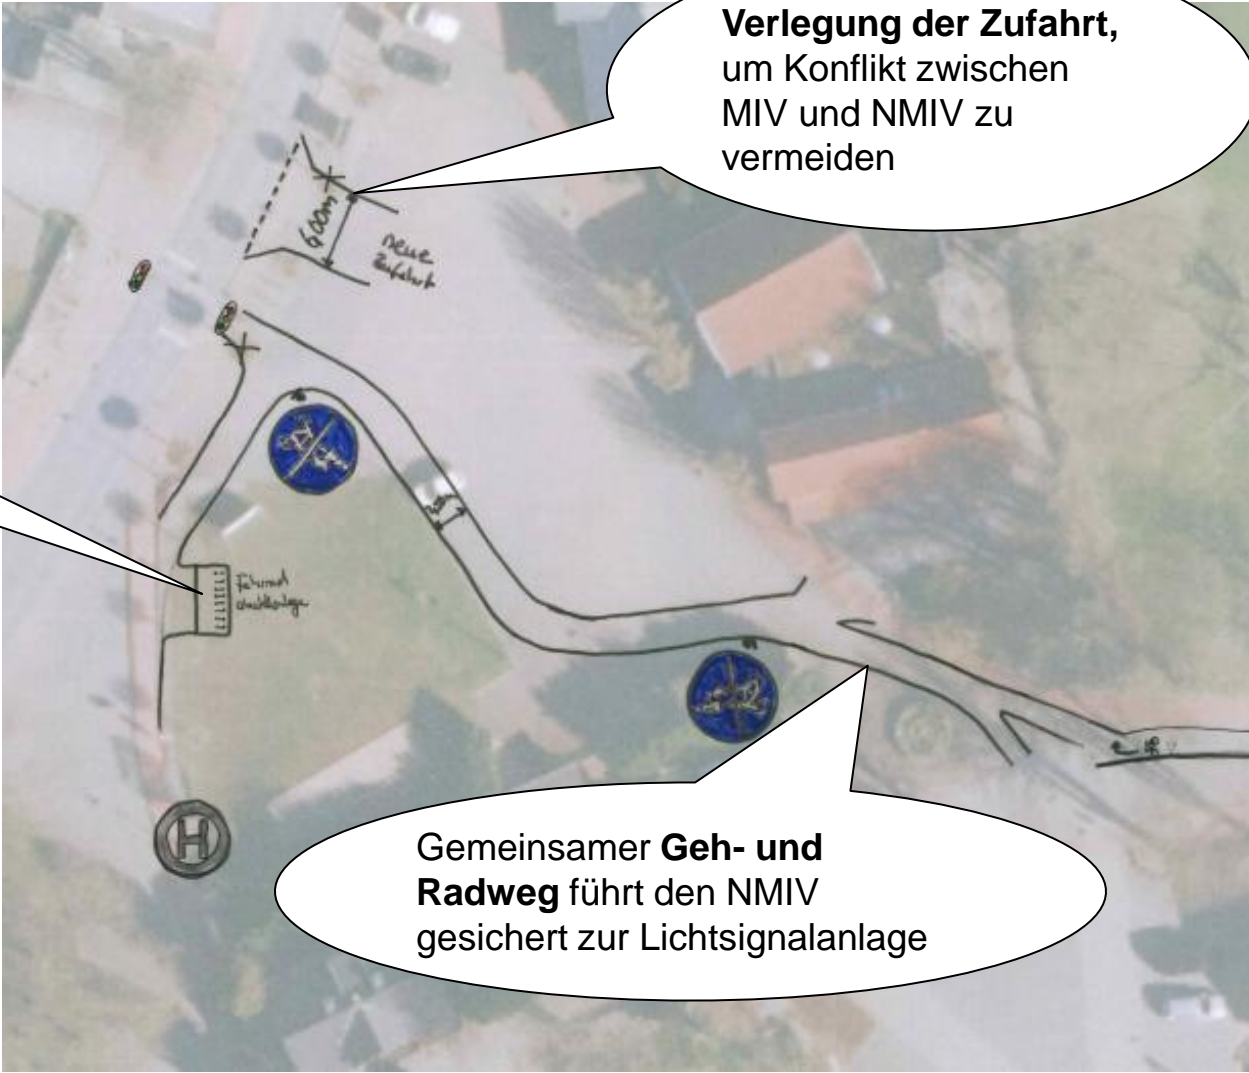 Verlegung der Zufahrt,
um Konflikt zwischen
MIV und NMIV zu
vermeiden
6.00m
neue
Zufahrt
Fahrrad
H
Gemeinsamer Geh- und
Radweg führt den NMIV
gesichert zur Lichtsignalanlage